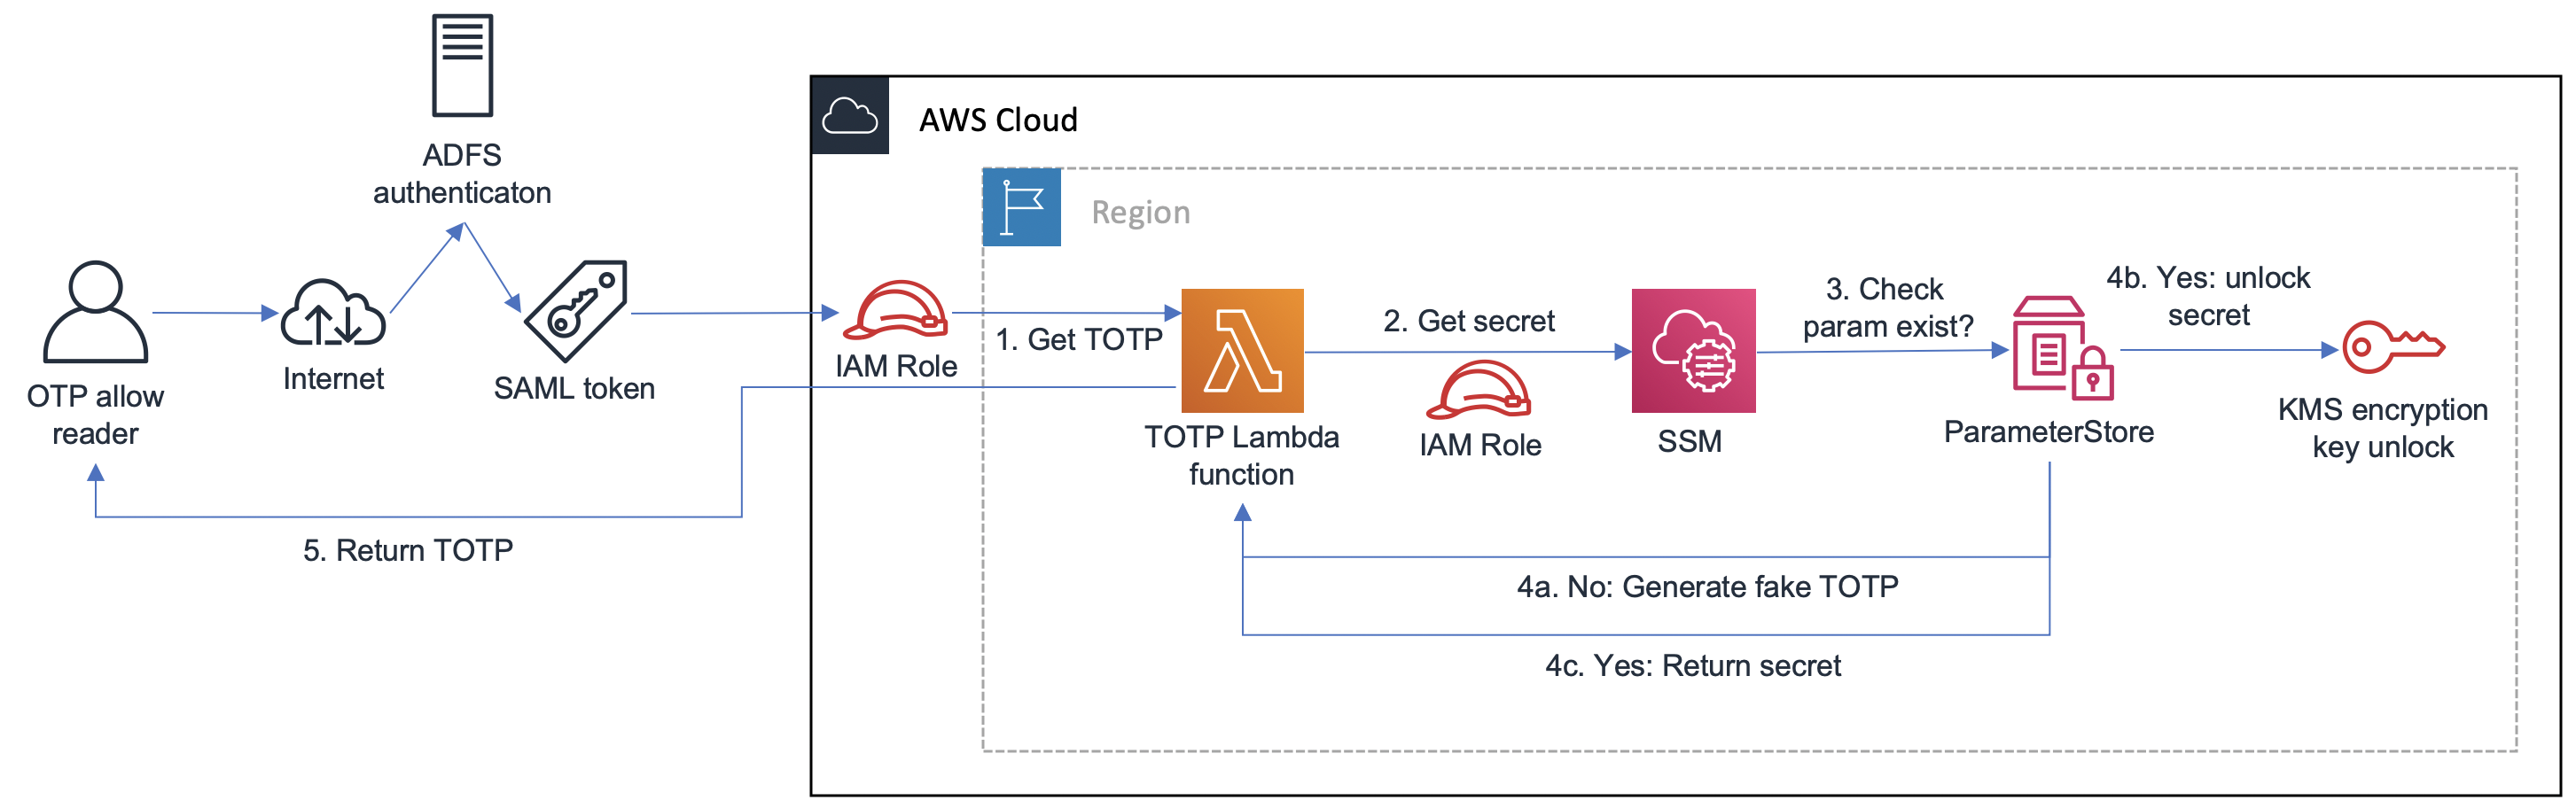 ADFS
authenticaton
AWS Cloud
Region
OTP allow
reader
Internet
SAML token
IAM Role
1. Get TOTP
TOTP Lambda
function
2. Get secret
IAM Role
SSM
3. Check
param exist?
ParameterStore
4b. Yes: unlock
secret
KMS encryption
key unlock
4a. No: Generate fake TOTP
4c. Yes: Return secret
5. Return TOTP